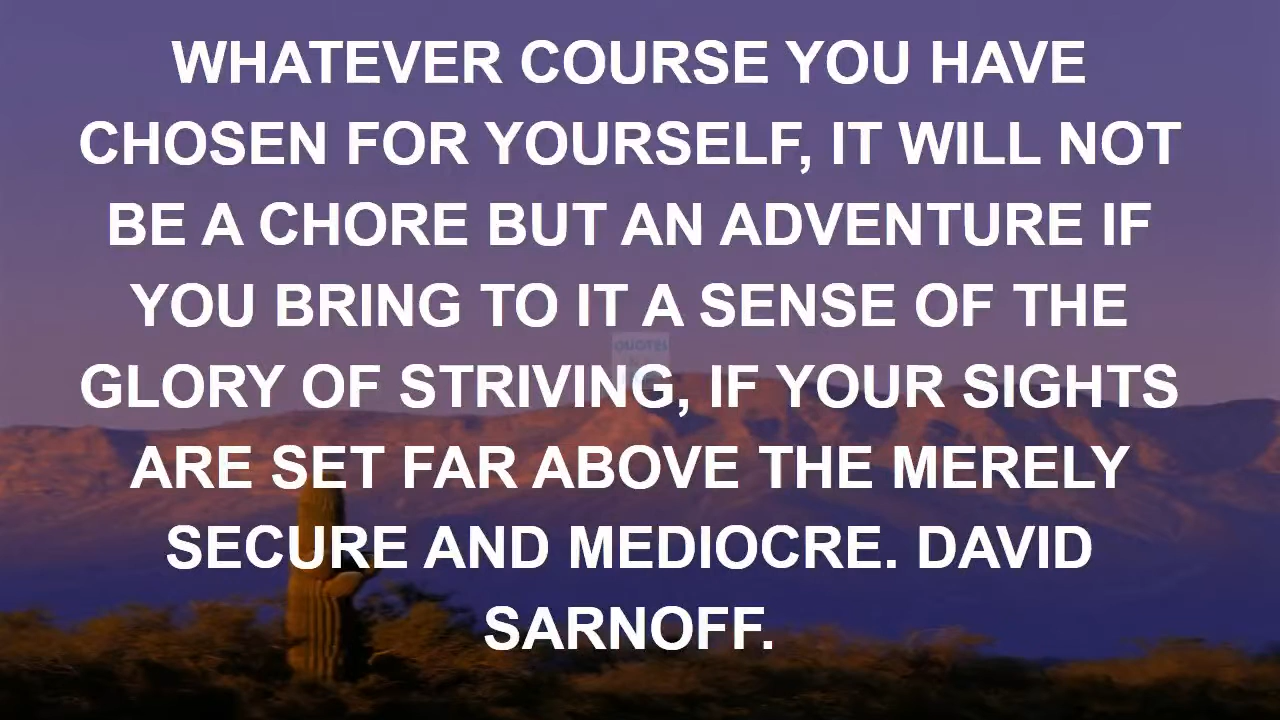 WHATEVER COURSE YOU HAVE
CHOSEN FOR YOURSELF, IT WILL NOT
BE A CHORE BUT AN ADVENTURE IF
YOU BRING TO IT A SENSE OF THE
QUOTES
GLORY OF STRIVING, IF YOUR SIGHTS
ARE SET FAR ABOVE THE MERELY
SECURE AND MEDIOCRE. DAVID
SARNOFF.